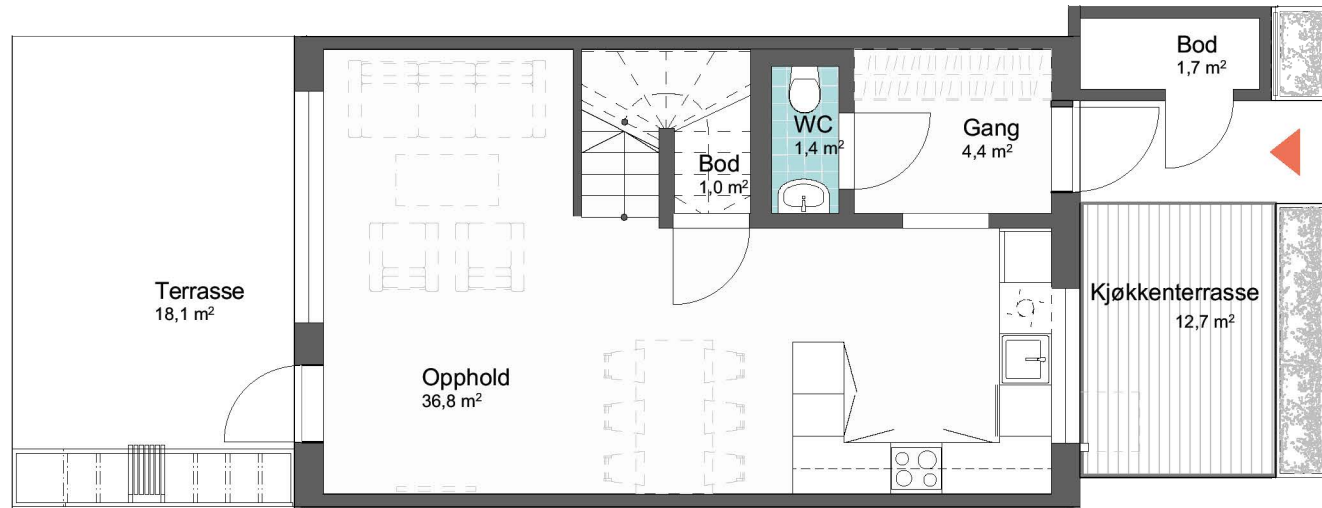 Bod
1,7 m²
WC
1,4 m²
Gang
4,4 m²
Bod
1,0 m²
Terrasse
18,1 m²
Kjøkkenterrasse
12,7 m²
Opphold
36,8 m²